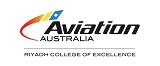 Aviation
AUSTRALIA
RIYADH COLLEGE OF EXCELLENCE